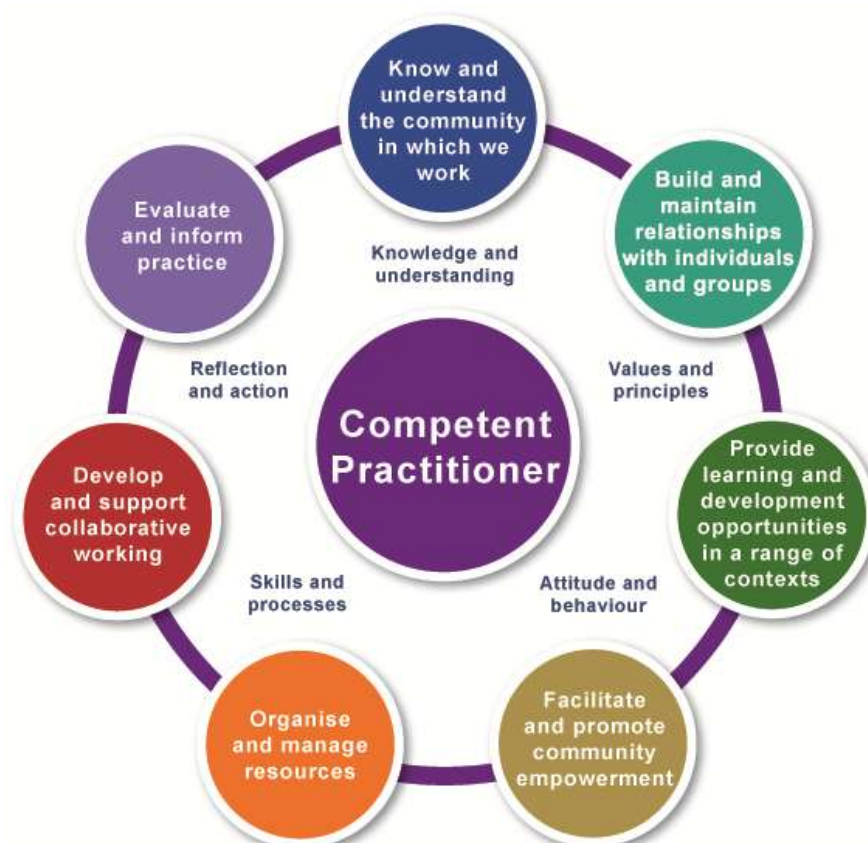 Know and
understand
the community
in which we
work
Build and
maintain
relationships
with individuals
and groups
Provide
learning and
development
opportunities
in a range of
contexts
Facilitate
and promote
community
empowerment
Organise
and manage
resources
Develop
and support
collaborative
working
Evaluate
and inform
practice
Knowledge and
understanding
Values and
principles
Attitude and
behaviour
Skills and
processes
Reflection
and action
Competent
Practitioner